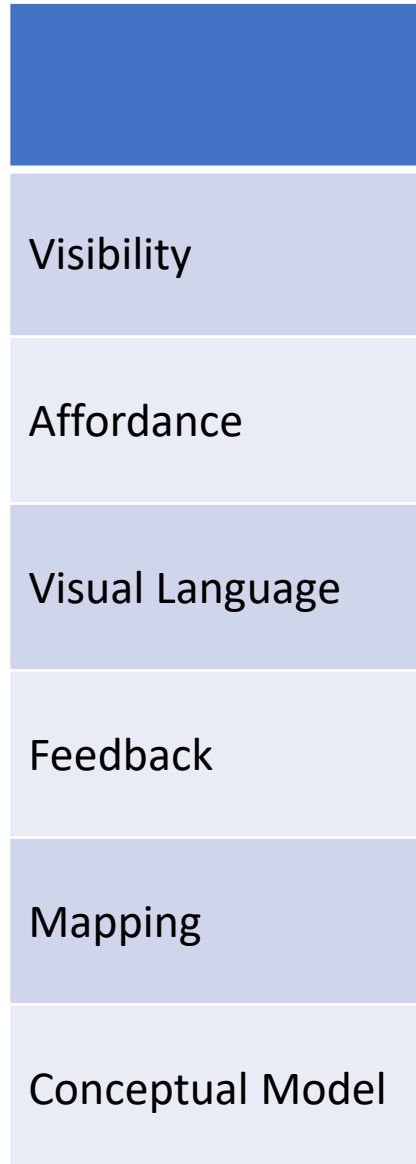 Visibility
Affordance
Visual Language
Feedback
Mapping
Conceptual Model